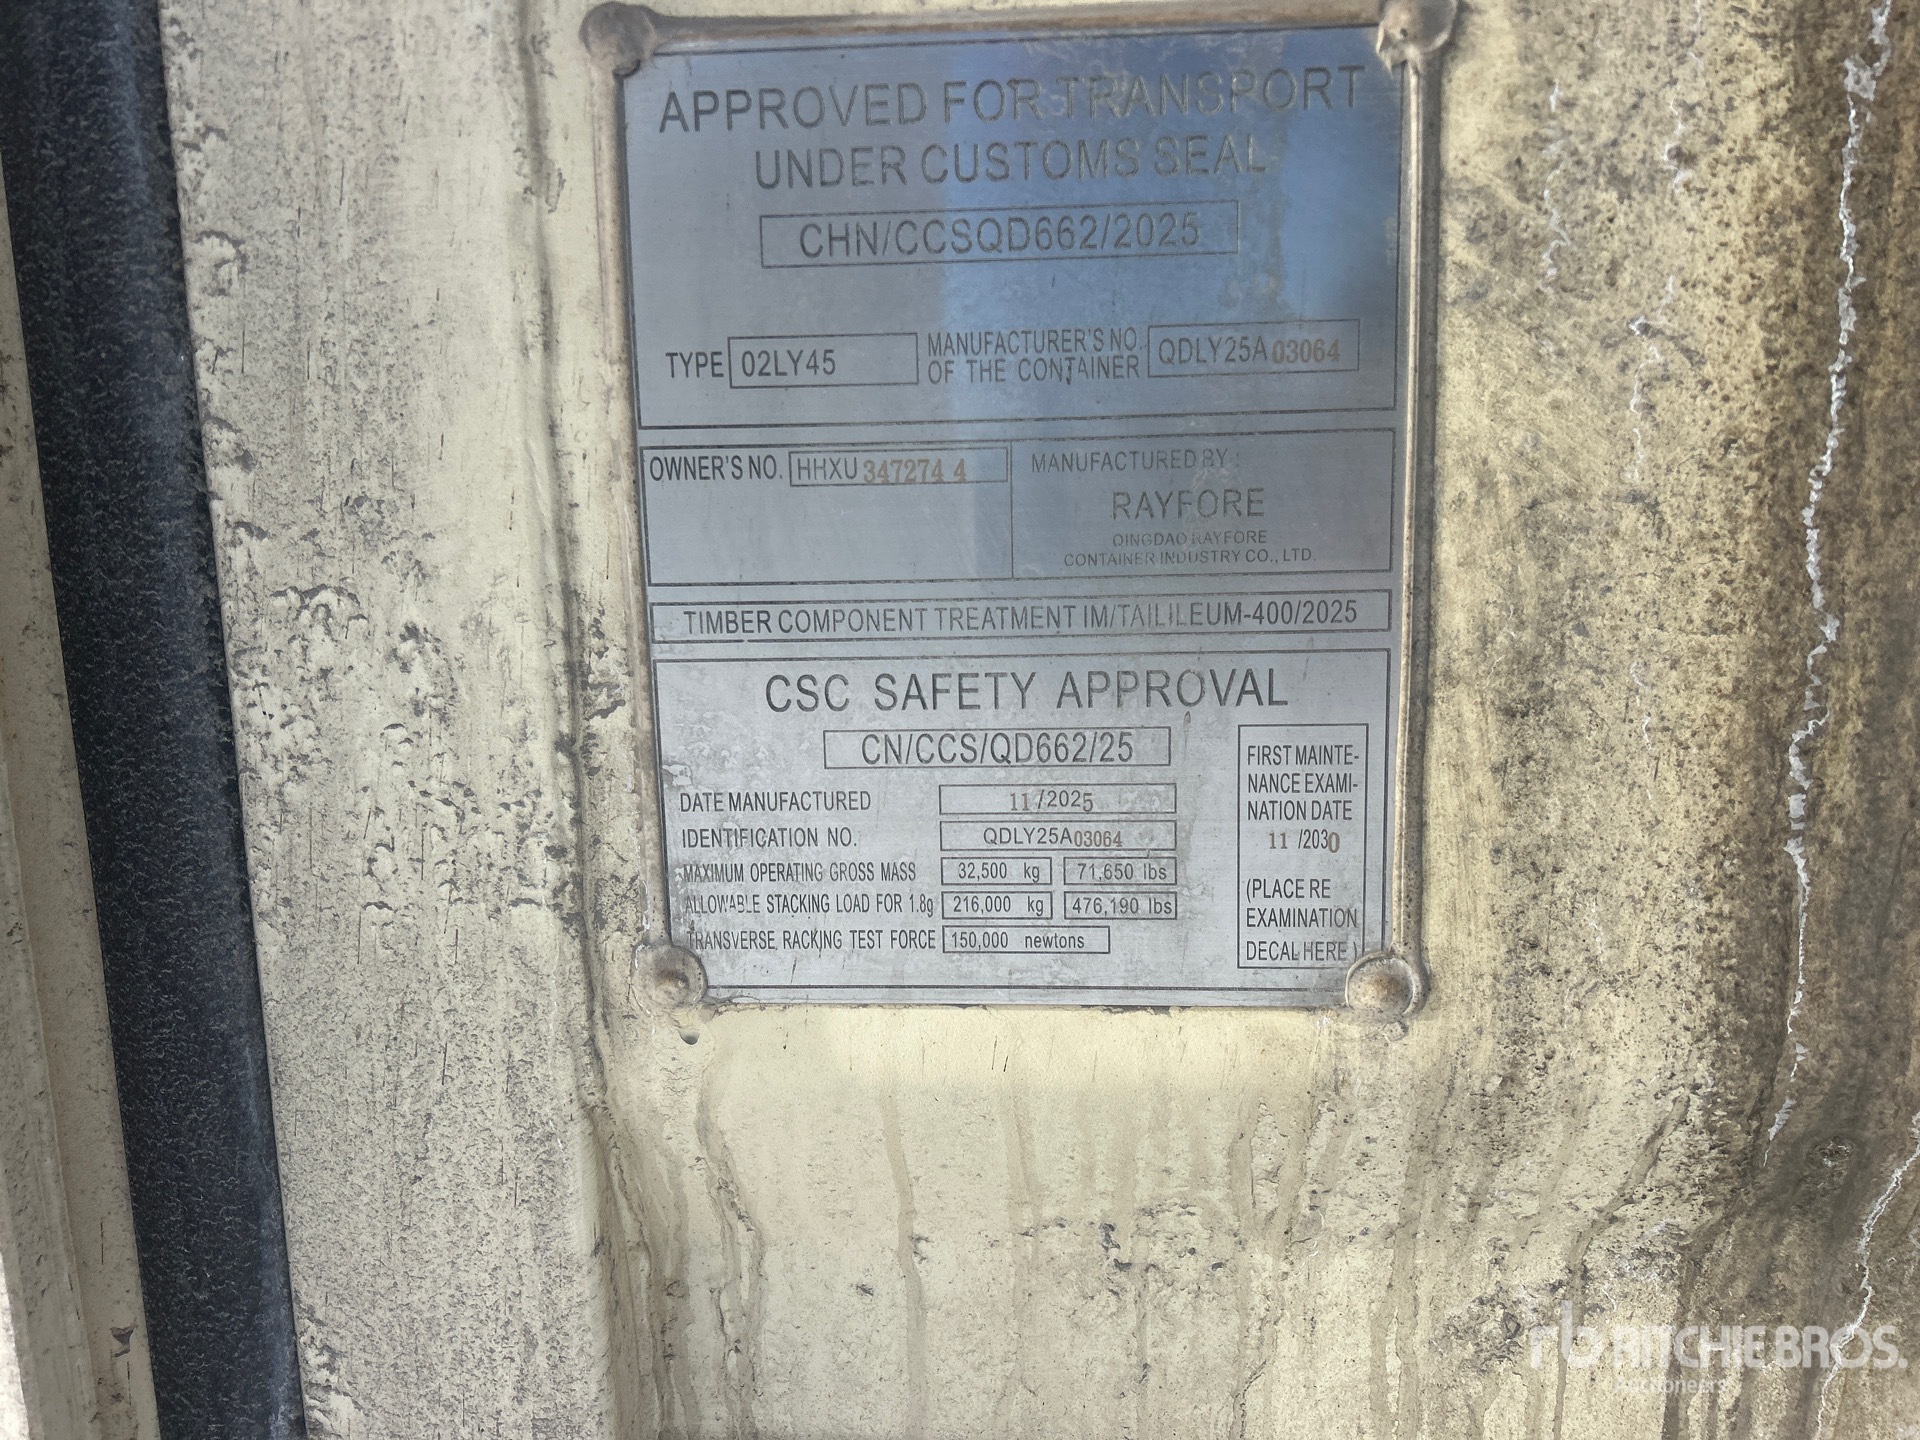 APPROVED FOR TRANSPORT
UNDER CUSTOMS SEAL
CHN/CCSQD662/2025
TYPE 02LY45
MANUFACTURER'S NO.
OF THE CONTAINER
QDLY25A03064
OWNER'S NO. HHXU 347274 4
MANUFACTURED BY :
RAYFORE
QINGDAO RAYFORE
CONTAINER INDUSTRY CO., LTD.
TIMBER COMPONENT TREATMENT IM/TAILILEUM-400/2025
CSC SAFETY APPROVAL
CN/CCS/QD662/25
DATE MANUFACTURED 11/2025
IDENTIFICATION NO. QDLY25A03064
MAXIMUM OPERATING GROSS MASS 32,500 kg 71,650 lbs
ALLOWABLE STACKING LOAD FOR 1.8g 216,000 kg 476,190 lbs
TRANSVERSE RACKING TEST FORCE 150,000 newtons
FIRST MAINTE-
NANCE EXAMI-
NATION DATE
11 /2030
(PLACE RE
EXAMINATION
DECAL HERE )
rb RITCHIE BROS.
Auctioneers